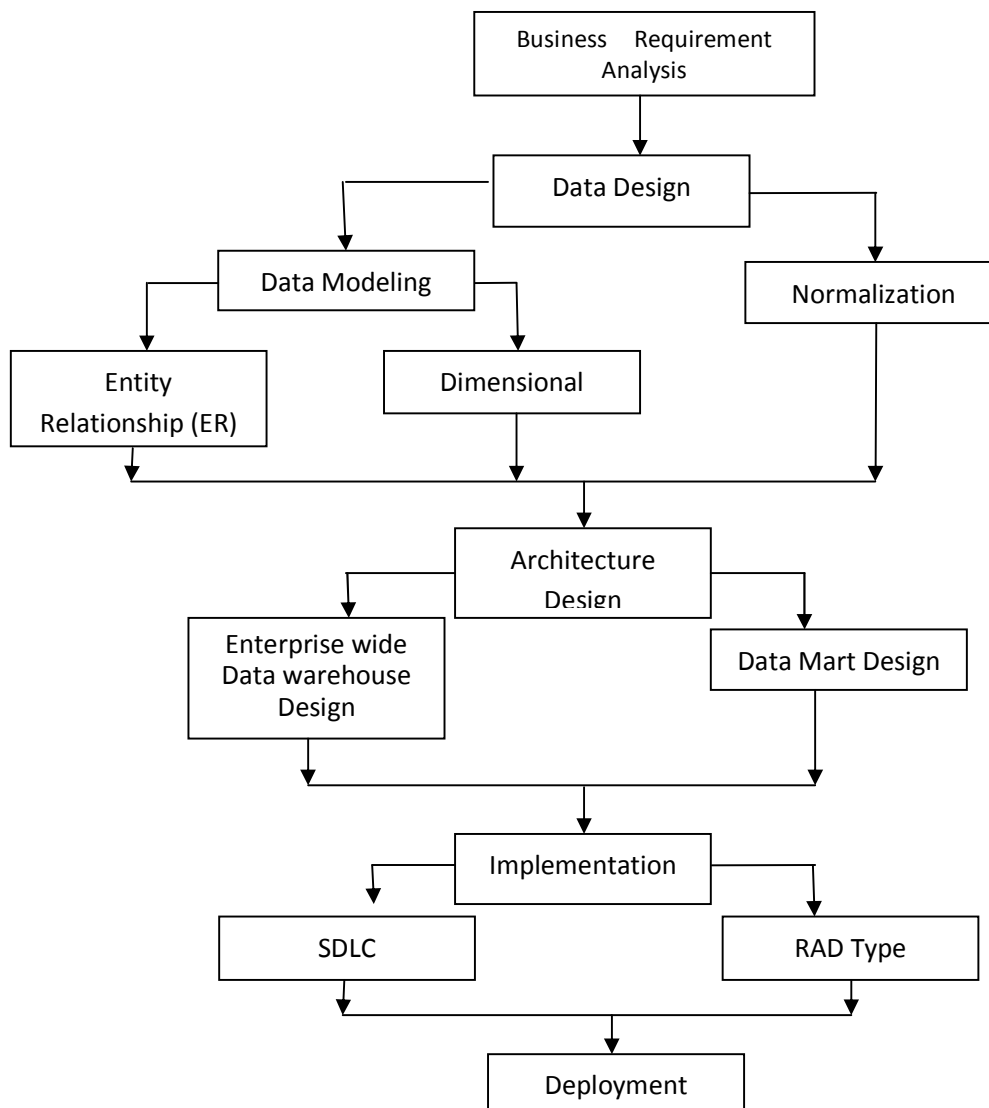 Business Requirement
Analysis
Data Design
Data Modeling
Normalization
Entity
Relationship (ER)
Dimensional
Architecture
Design
Enterprise wide
Data warehouse
Design
Data Mart Design
Implementation
SDLC
RAD Type
Deployment